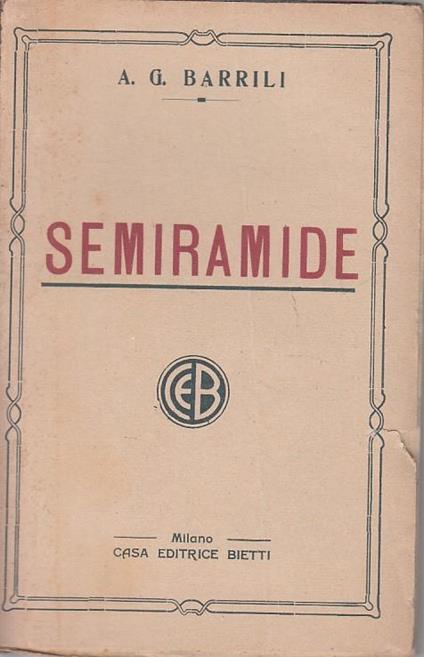 A. G. BARRILI
SEMIRAMIDE
CEB
Milano
CASA EDITRICE BIETTI